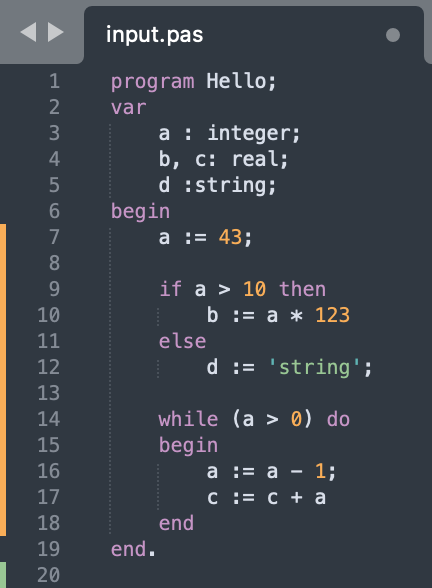 input.pas
1 program Hello;
2 var
3     a : integer;
4     b, c: real;
5     d :string;
6 begin
7     a := 43;
8
9     if a > 10 then
10         b := a * 123
11     else
12         d := 'string';
13
14     while (a > 0) do
15     begin
16         a := a - 1;
17         c := c + a
18     end
19 end.
20